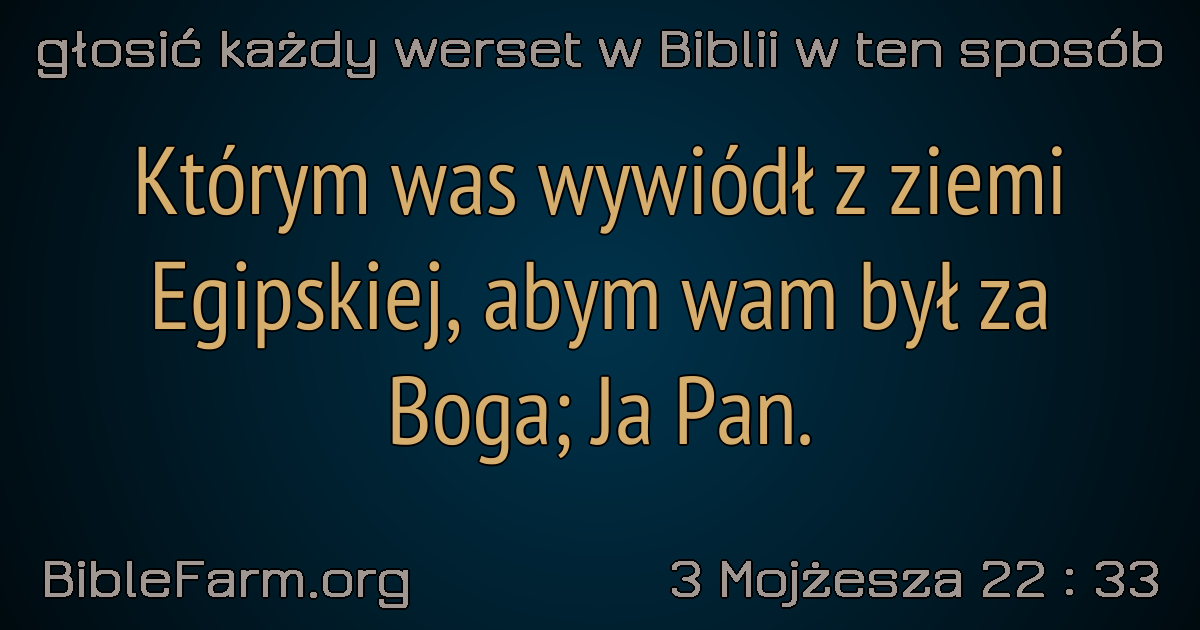 głosić każdy werset w Biblii w ten sposób
Którym was wywiódł z ziemi
Egipskiej, abym wam był za
Boga; Ja Pan.
BibleFarm.org
3 Mojżesza 22 : 33